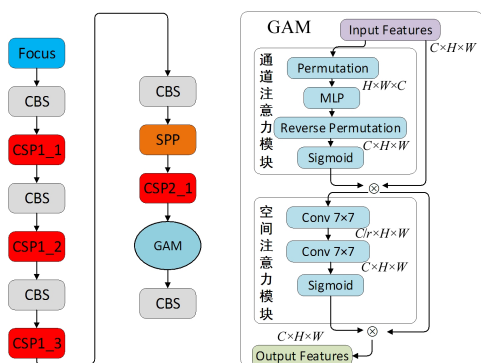 Focus
CBS
CSP1_1
CBS
CSP1_2
CBS
CSP1_3
CBS
SPP
CSP2_1
GAM
CBS
GAM
Input Features
C×H×W
通道注意力模块
Permutation
H×W×C
MLP
Reverse Permutation
C×H×W
Sigmoid
⊗
空间注意力模块
Conv 7×7
C/r×H×W
Conv 7×7
C×H×W
Sigmoid
C×H×W
⊗
Output Features